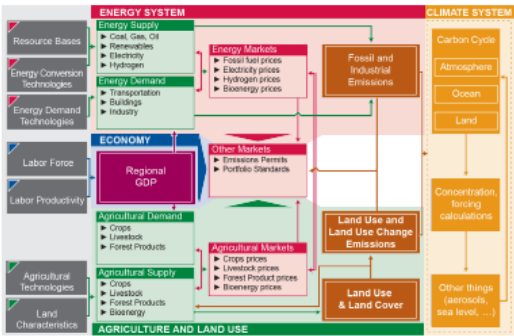 ENERGY SYSTEM
CLIMATE SYSTEM
Resource Bases
Energy Conversion
Technologies
Energy Demand
Technologies
Labor Force
Labor Productivity
Agricultural
Technologies
Land
Characteristics
Energy Supply
► Coal, Gas, Oil
► Renewables
► Electricity
► Hydrogen
Energy Demand
► Transportation
► Buildings
► Industry
Energy Markets
► Fossil fuel prices
► Electricity prices
► Hydrogen prices
► Bioenergy prices
Fossil and
Industrial
Emissions
ECONOMY
Regional
GDP
Other Markets
► Emissions Permits
► Portfolio Standards
Agricultural Demand
► Crops
► Livestock
► Forest Products
Agricultural Supply
► Crops
► Livestock
► Forest Products
► Bioenergy
Agricultural Markets
► Crops prices
► Livestock prices
► Forest Product prices
► Bioenergy prices
Land Use and
Land Use Change
Emissions
Land Use
& Land Cover
AGRICULTURE AND LAND USE
Carbon Cycle
Atmosphere
Ocean
Land
Concentration,
forcing
calculations
Other things
(aerosols,
sea level, ...)